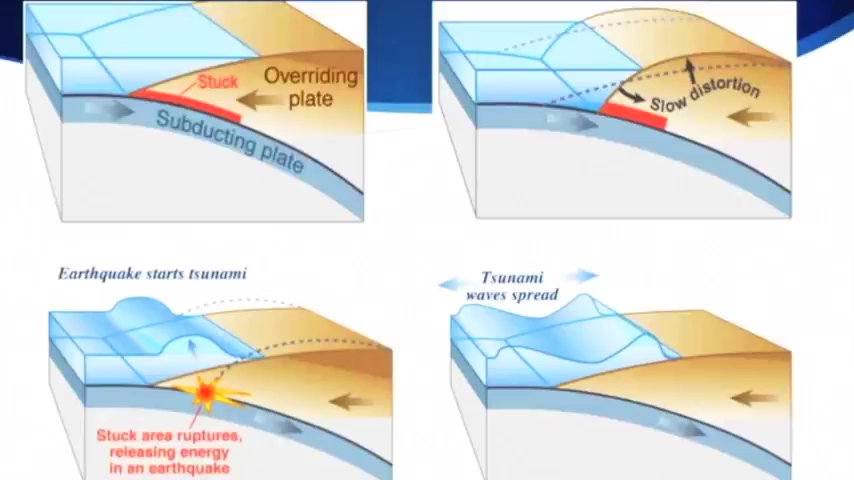 Stuck
Overriding
plate
Subducting plate
Slow distortion
Earthquake starts tsunami
Tsunami
waves spread
Stuck area ruptures,
releasing energy
in an earthquake